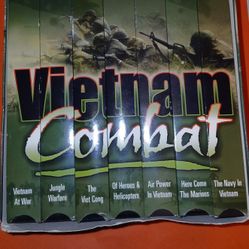 Vietnam
Combat
Vietnam
At War
Jungle
Warfare
The
Viet Cong
Of Heroes &
Helicopters
Air Power
In Vietnam
Here Come
The Marines
The Navy In
Vietnam